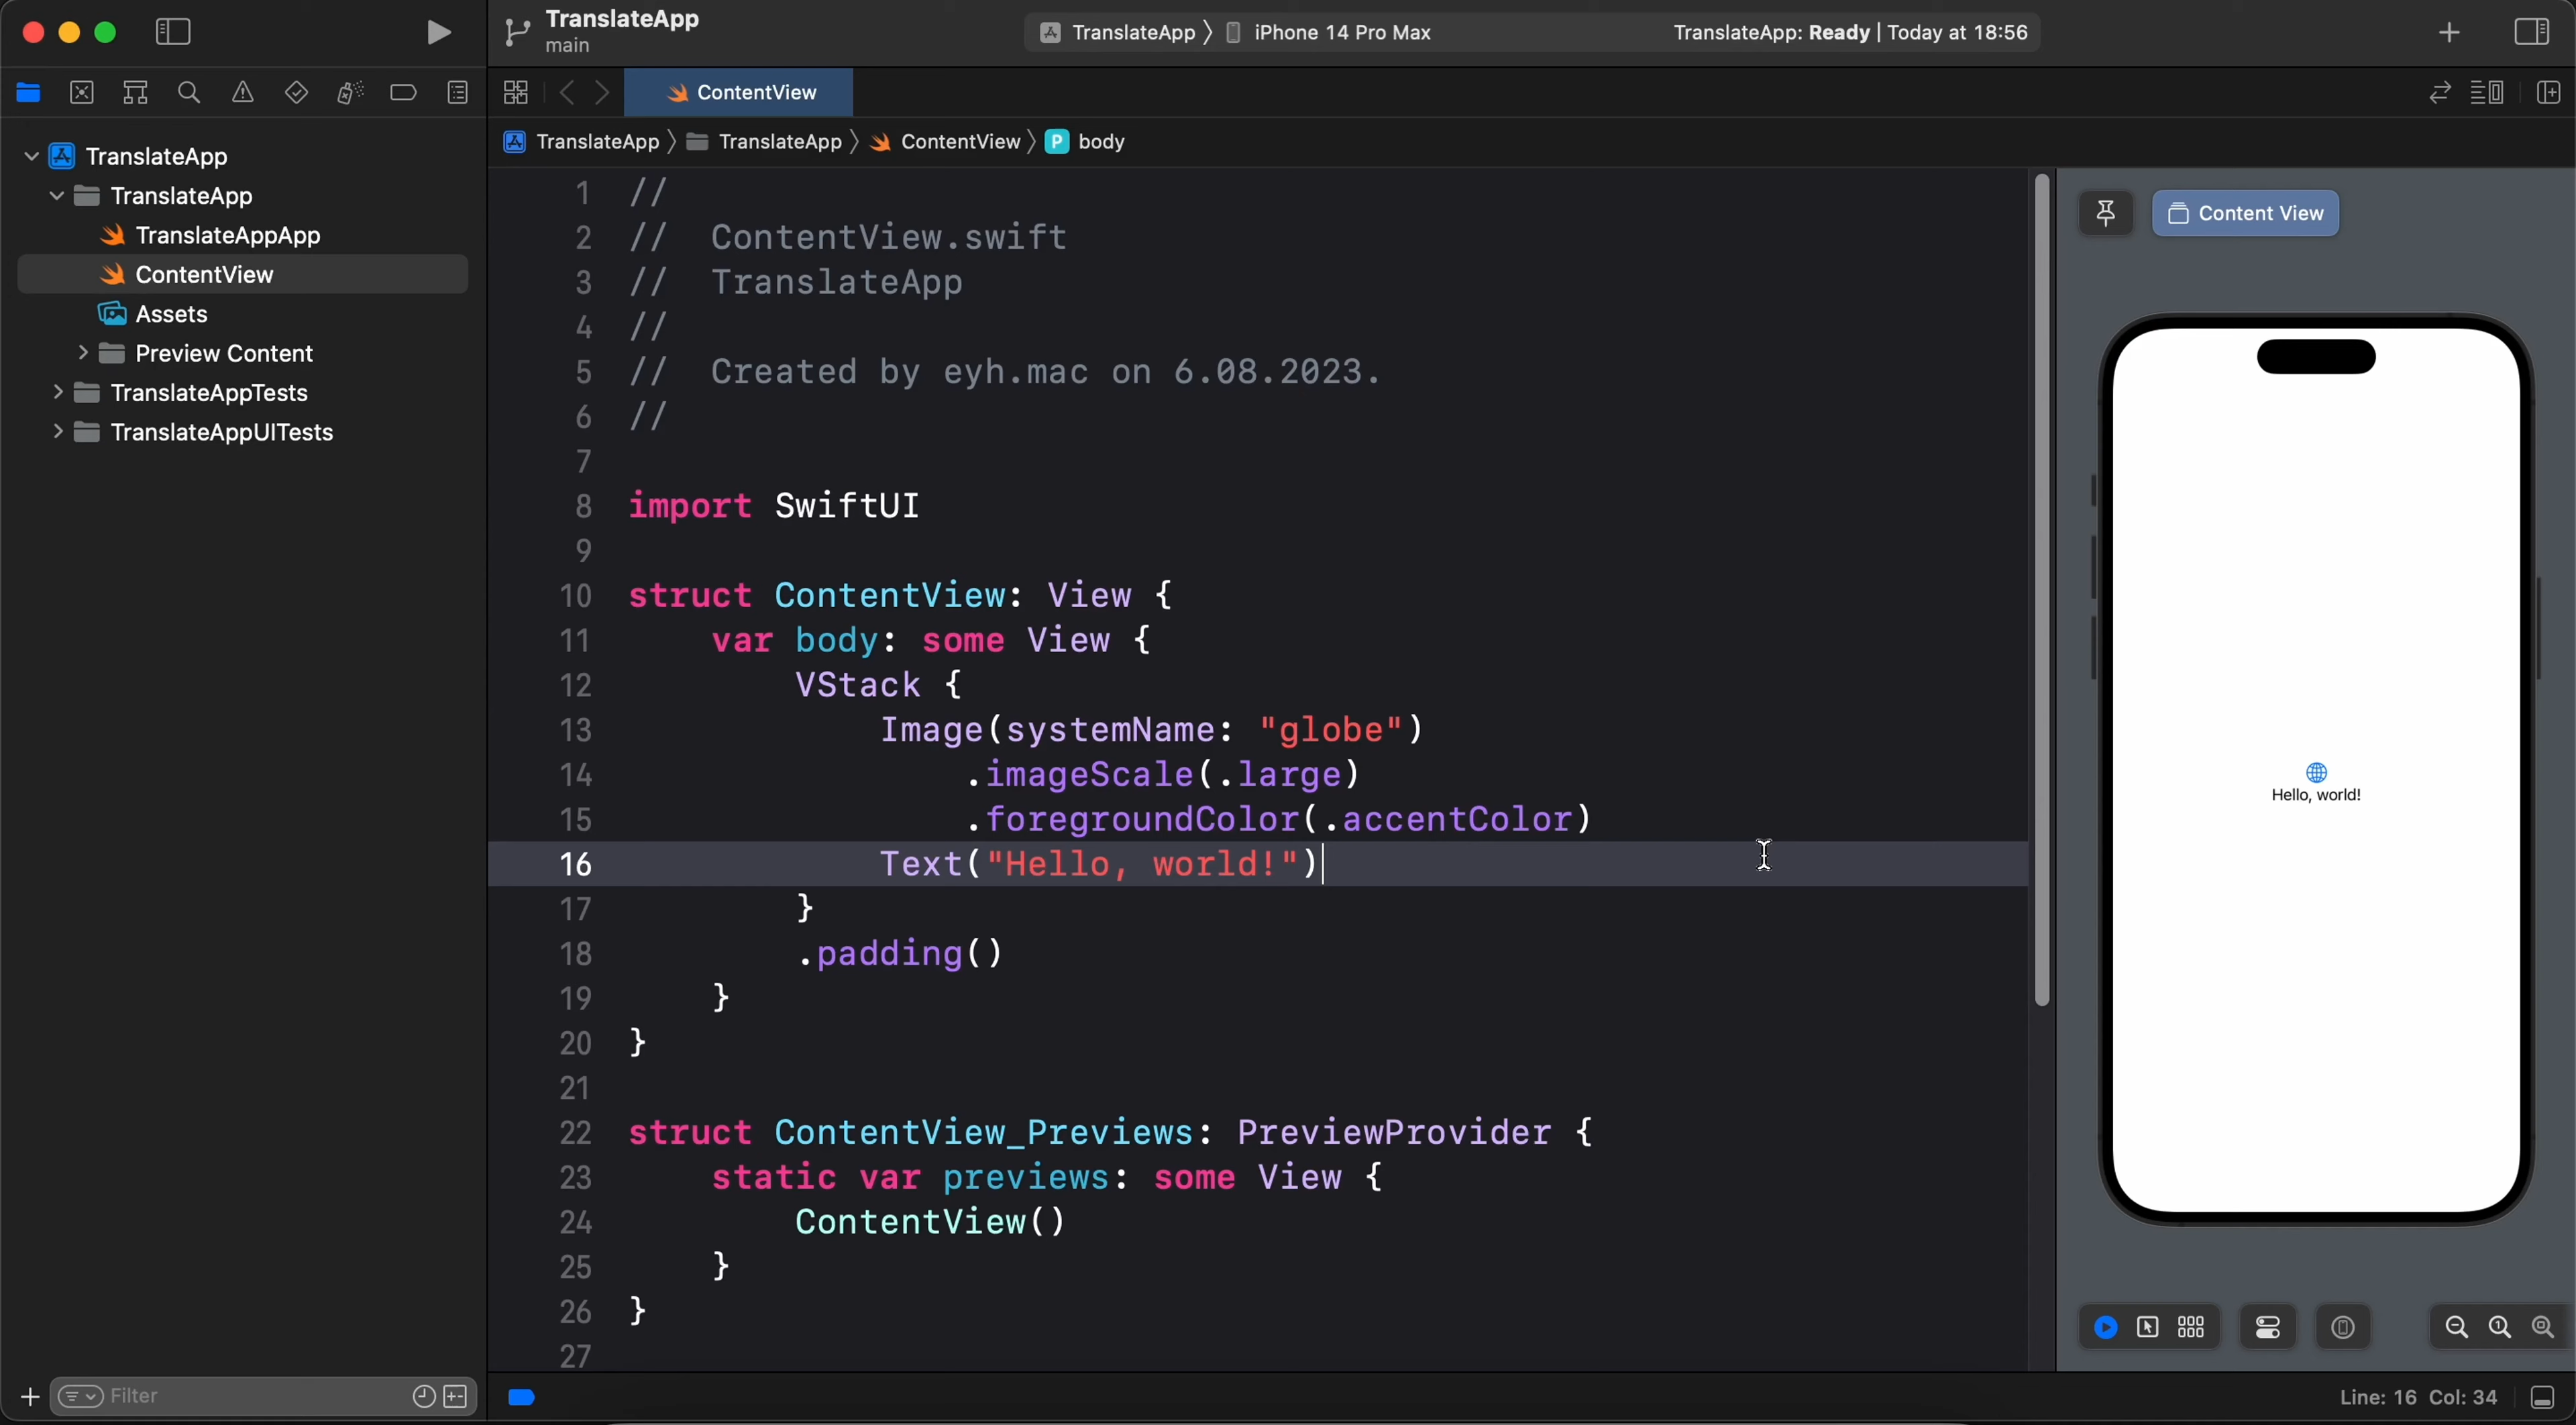 TranslateApp
main
TranslateApp 〉 iPhone 14 Pro Max
TranslateApp: Ready | Today at 18:56
ContentView
TranslateApp 〉 TranslateApp 〉 ContentView 〉 P body
TranslateApp
TranslateApp
TranslateAppApp
ContentView
Assets
Preview Content
TranslateAppTests
TranslateAppUITests
1 //
2 //  ContentView.swift
3 //  TranslateApp
4 //
5 //  Created by eyh.mac on 6.08.2023.
6 //
7
8 import SwiftUI
9
10 struct ContentView: View {
11     var body: some View {
12         VStack {
13             Image(systemName: "globe")
14                 .imageScale(.large)
15                 .foregroundColor(.accentColor)
16             Text("Hello, world!")
17         }
18         .padding()
19     }
20 }
21
22 struct ContentView_Previews: PreviewProvider {
23     static var previews: some View {
24         ContentView()
25     }
26 }
27
Content View
Hello, world!
Filter
Line: 16 Col: 34